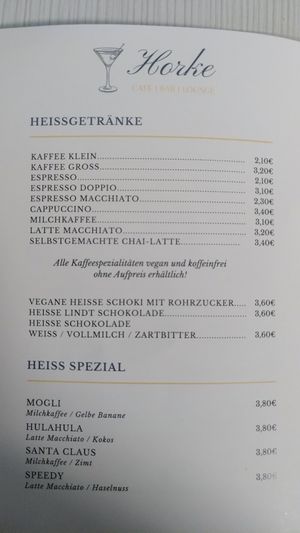 Horke
CAFÉ | BAR | LOUNGE
HEISSGETRÄNKE
KAFFEE KLEIN 2,10€
KAFFEE GROSS 3,20€
ESPRESSO 2,10€
ESPRESSO DOPPIO 3,10€
ESPRESSO MACCHIATO 2,30€
CAPPUCCINO 3,40€
MILCHKAFFEE 3,10€
LATTE MACCHIATO 3,20€
SELBSTGEMACHTE CHAI-LATTE 3,40€
Alle Kaffeespezialitäten vegan und koffeinfrei
ohne Aufpreis erhältlich!
VEGANE HEISSE SCHOKI MIT ROHRZUCKER 3,60€
HEISSE LINDT SCHOKOLADE 3,60€
HEISSE SCHOKOLADE
WEISS / VOLLMILCH / ZARTBITTER 3,60€
HEISS SPEZIAL
MOGLI 3,80€
Milchkaffee / Gelbe Banane
HULAHULA 3,80€
Latte Macchiato / Kokos
SANTA CLAUS 3,80€
Milchkaffee / Zimt
SPEEDY 3,80€
Latte Macchiato / Haselnuss